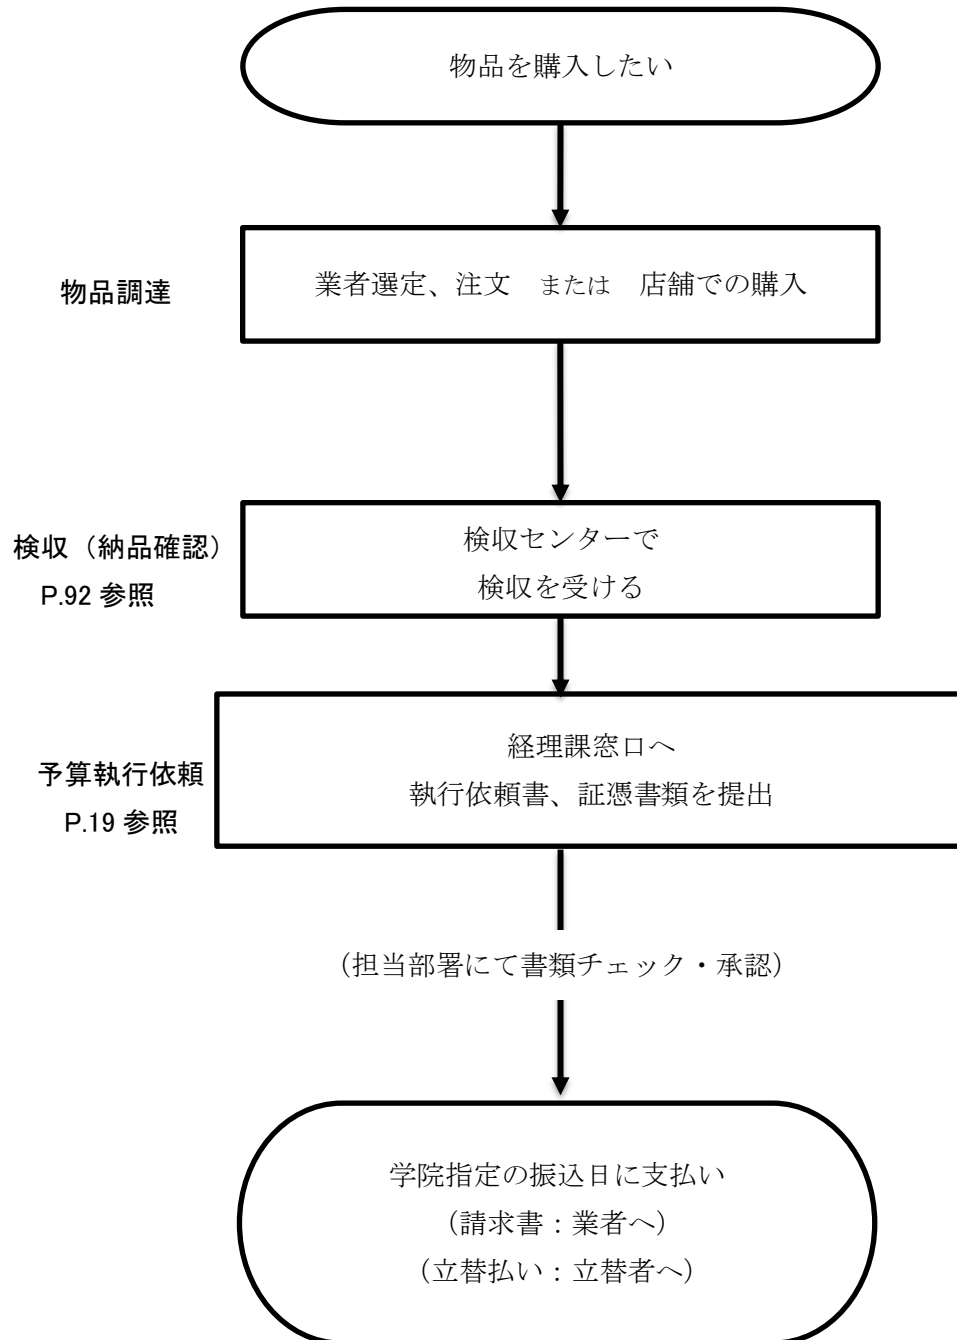 物品を購入したい
物品調達
業者選定、注文　または　店舗での購入
検収（納品確認）
P.92 参照
検収センターで
検収を受ける
予算執行依頼
P.19 参照
経理課窓口へ
執行依頼書、証憑書類を提出
（担当部署にて書類チェック・承認）
学院指定の振込日に支払い
（請求書：業者へ）
（立替払い：立替者へ）